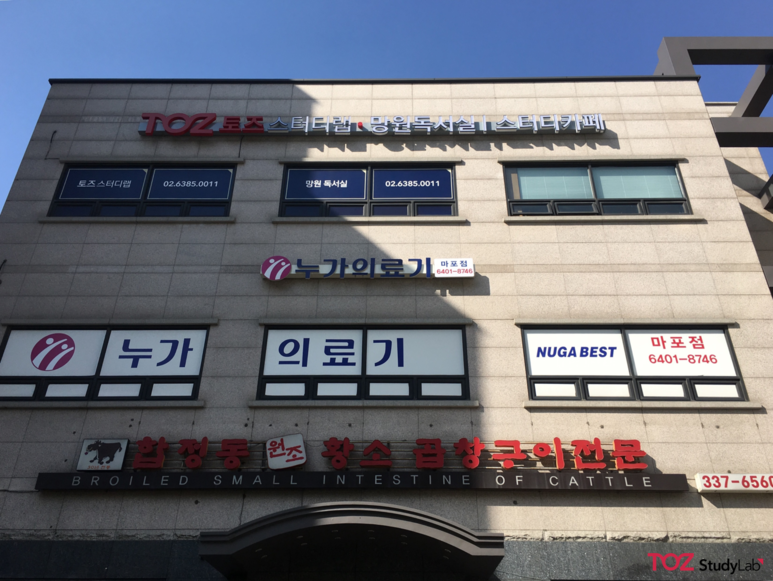 TOZ 토즈 스터디랩·망원독서실 | 스터디카페
토즈 스터디랩 02.6385.0011
망원 독서실 02.6385.0011
누가의료기 마포점 6401-8746
누가 의료기
NUGA BEST
마포점
6401-8746
합정동 원조 황소 곱창구이전문
BROILED SMALL INTESTINE OF CATTLE
337-6560
TOZ StudyLab